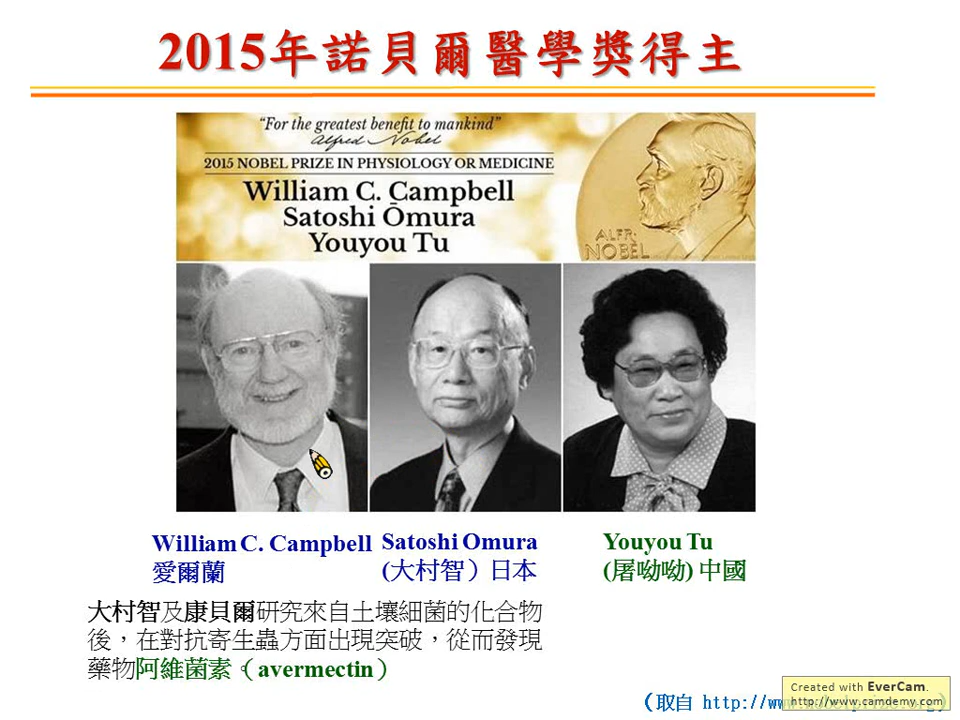 2015年諾貝爾醫學獎得主
“For the greatest benefit to mankind”
Alfred Nobel
2015 NOBEL PRIZE IN PHYSIOLOGY OR MEDICINE
William C. Campbell
Satoshi Ōmura
Youyou Tu
ALFR.
NOBEL
William C. Campbell
愛爾蘭
Satoshi Omura
(大村智）日本
Youyou Tu
(屠呦呦) 中國
大村智及康貝爾研究來自土壤細菌的化合物
後，在對抗寄生蟲方面出現突破，從而發現
藥物阿維菌素（avermectin）。
（取自 http://
Created with EverCam.
http://www.camdemy.com